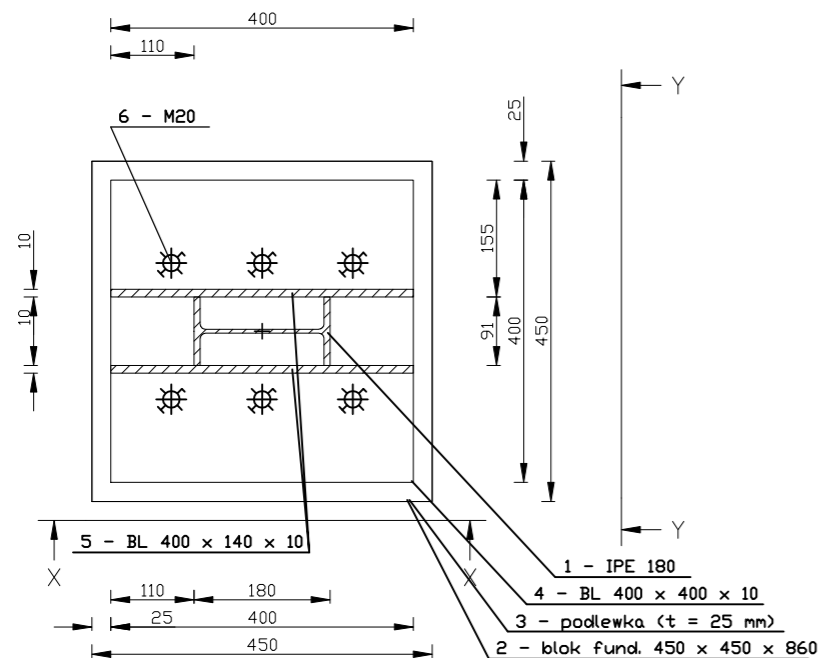 400
110
6 - M20
Y
25
10
155
10
91
400
450
Y
5 - BL 400 x 140 x 10
X
X
1 - IPE 180
110
180
4 - BL 400 x 400 x 10
25
400
3 - podlewka (t = 25 mm)
450
2 - blok fund. 450 x 450 x 860